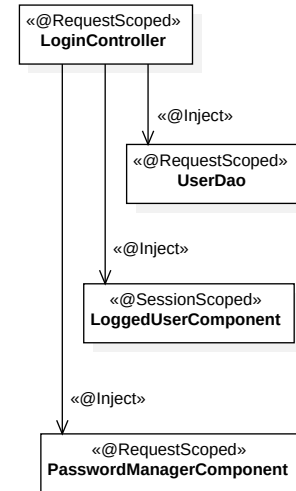 «@RequestScoped»
LoginController
«@Inject»
«@RequestScoped»
UserDao
«@Inject»
«@SessionScoped»
LoggedUserComponent
«@Inject»
«@RequestScoped»
PasswordManagerComponent